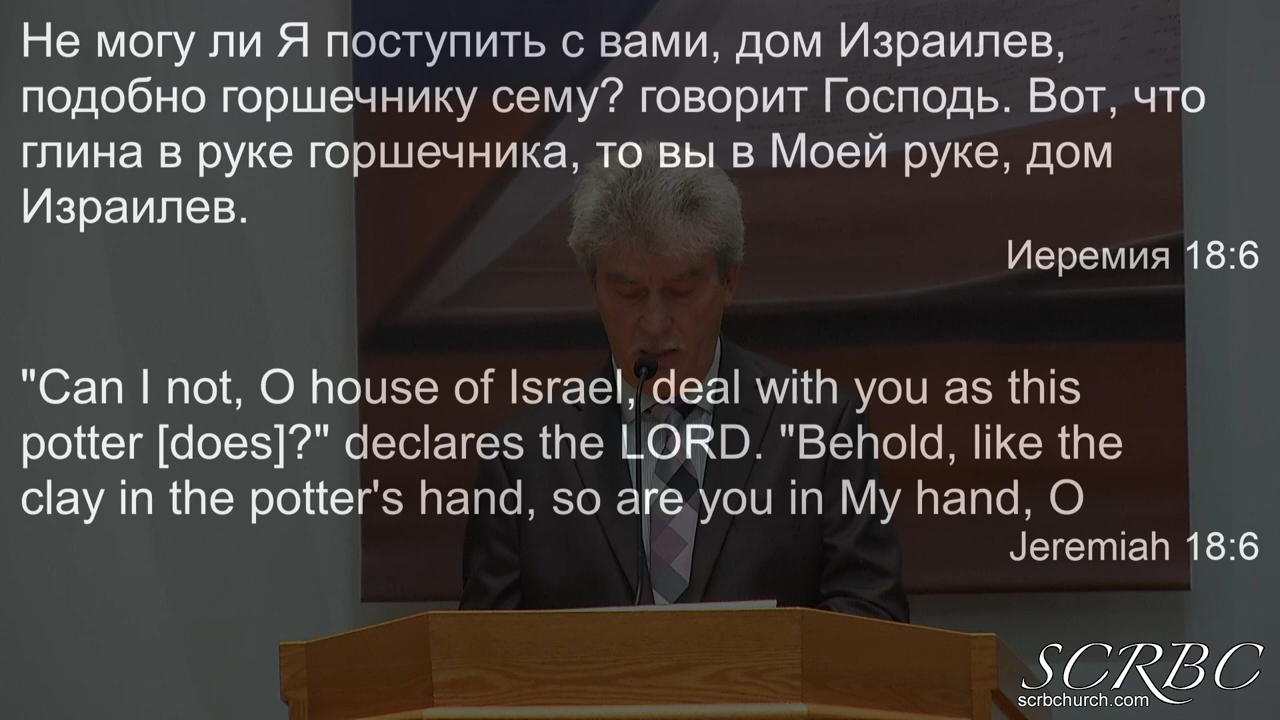 Не могу ли Я поступить с вами, дом Израилев,
подобно горшечнику сему? говорит Господь. Вот, что
глина в руке горшечника, то вы в Моей руке, дом
Израилев.
Иеремия 18:6
"Can I not, O house of Israel, deal with you as this
potter [does]?" declares the LORD. "Behold, like the
clay in the potter's hand, so are you in My hand, O
Jeremiah 18:6
SCRBC
scrbchurch.com